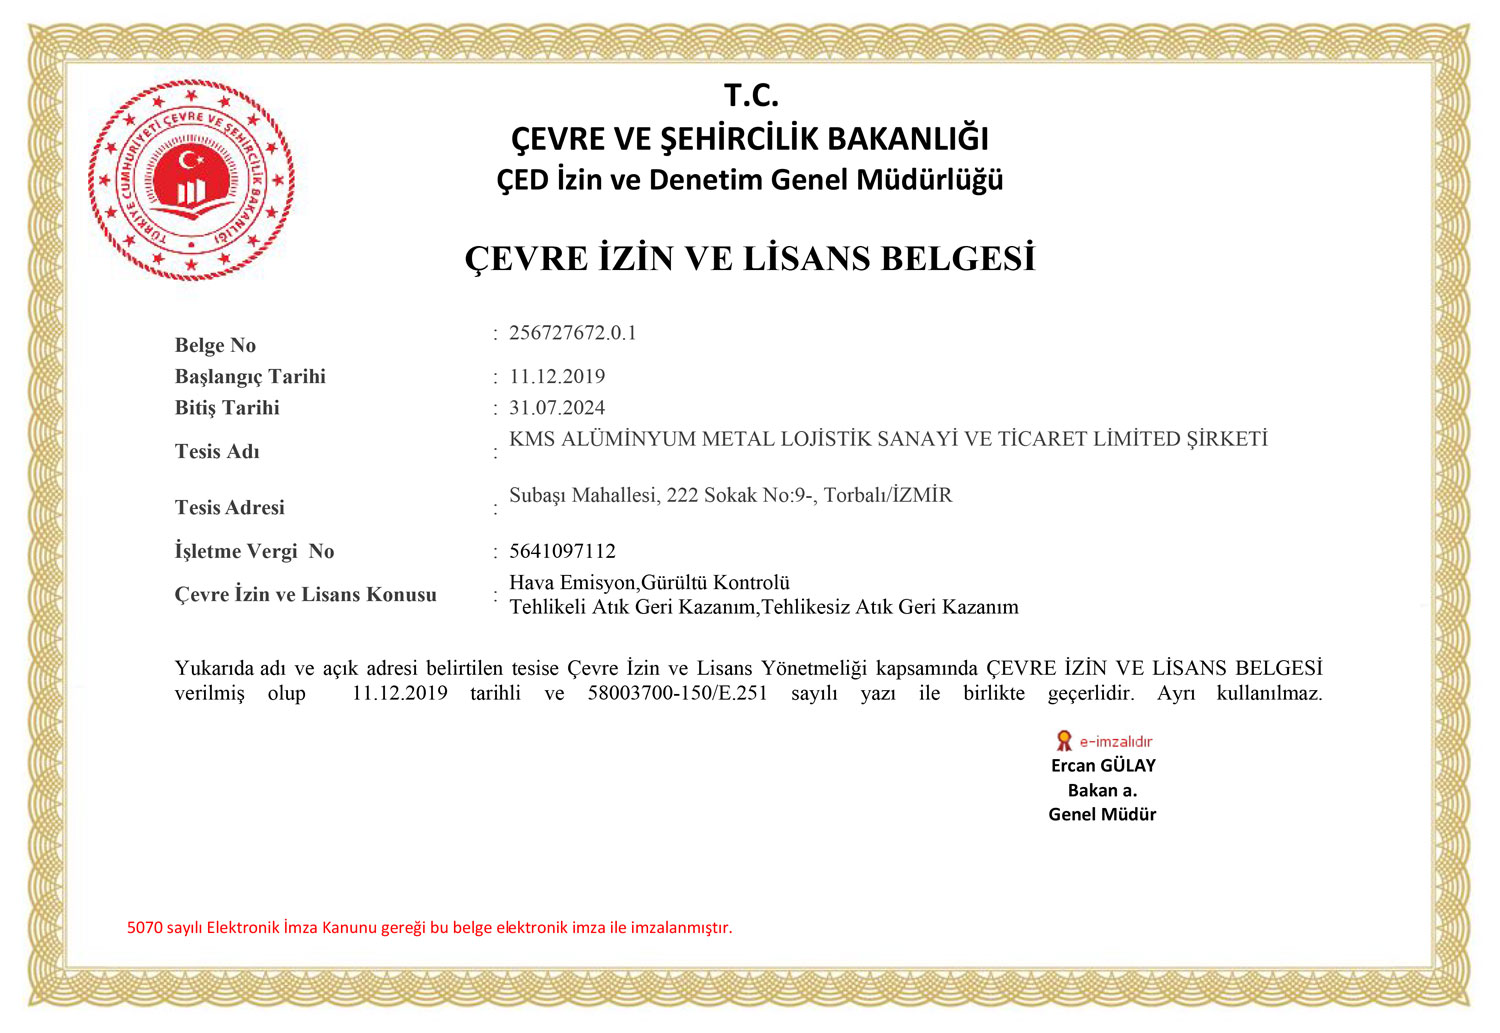 TÜRKİYE CUMHURİYETİ ÇEVRE VE ŞEHİRCİLİK BAKANLIĞI
T.C.
ÇEVRE VE ŞEHİRCİLİK BAKANLIĞI
ÇED İzin ve Denetim Genel Müdürlüğü
ÇEVRE İZİN VE LİSANS BELGESİ
Belge No : 256727672.0.1
Başlangıç Tarihi : 11.12.2019
Bitiş Tarihi : 31.07.2024
Tesis Adı : KMS ALÜMİNYUM METAL LOJİSTİK SANAYİ VE TİCARET LİMİTED ŞİRKETİ
Tesis Adresi : Subaşı Mahallesi, 222 Sokak No:9-, Torbalı/İZMİR
İşletme Vergi  No : 5641097112
Çevre İzin ve Lisans Konusu : Hava Emisyon,Gürültü Kontrolü
Tehlikeli Atık Geri Kazanım,Tehlikesiz Atık Geri Kazanım
Yukarıda adı ve açık adresi belirtilen tesise Çevre İzin ve Lisans Yönetmeliği kapsamında ÇEVRE İZİN VE LİSANS BELGESİ
verilmiş olup 11.12.2019 tarihli ve 58003700-150/E.251 sayılı yazı ile birlikte geçerlidir. Ayrı kullanılmaz.
e-imzalıdır
Ercan GÜLAY
Bakan a.
Genel Müdür
5070 sayılı Elektronik İmza Kanunu gereği bu belge elektronik imza ile imzalanmıştır.